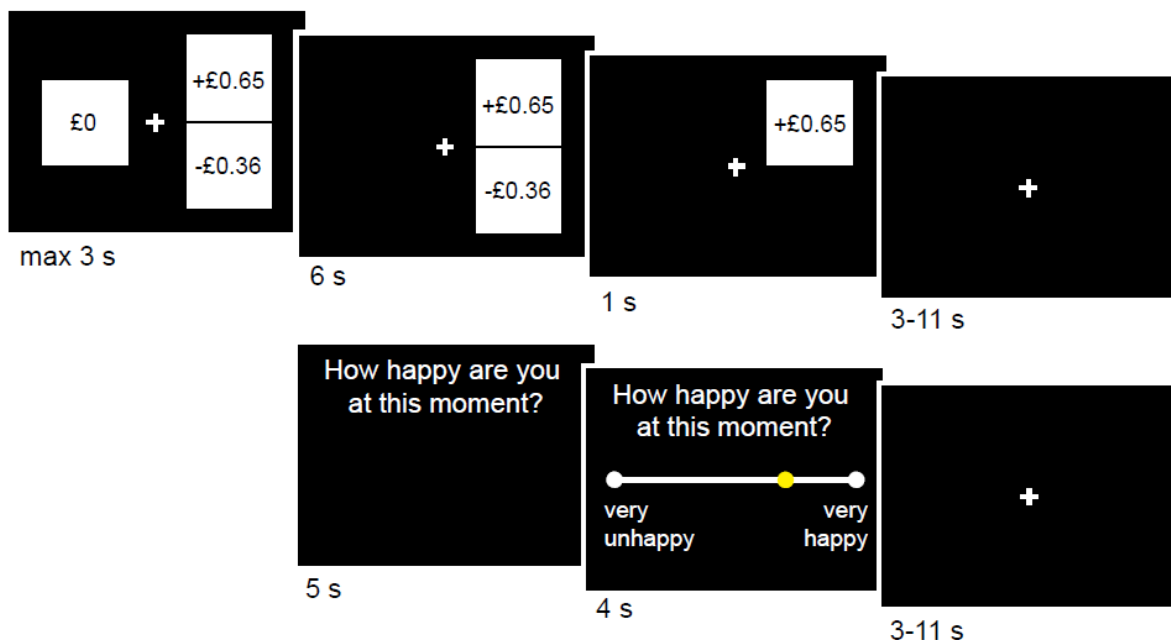 £0
+£0.65
-£0.36
max 3 s
+£0.65
-£0.36
6 s
+£0.65
1 s
3-11 s
How happy are you
at this moment?
5 s
How happy are you
at this moment?
very
unhappy
very
happy
4 s
3-11 s